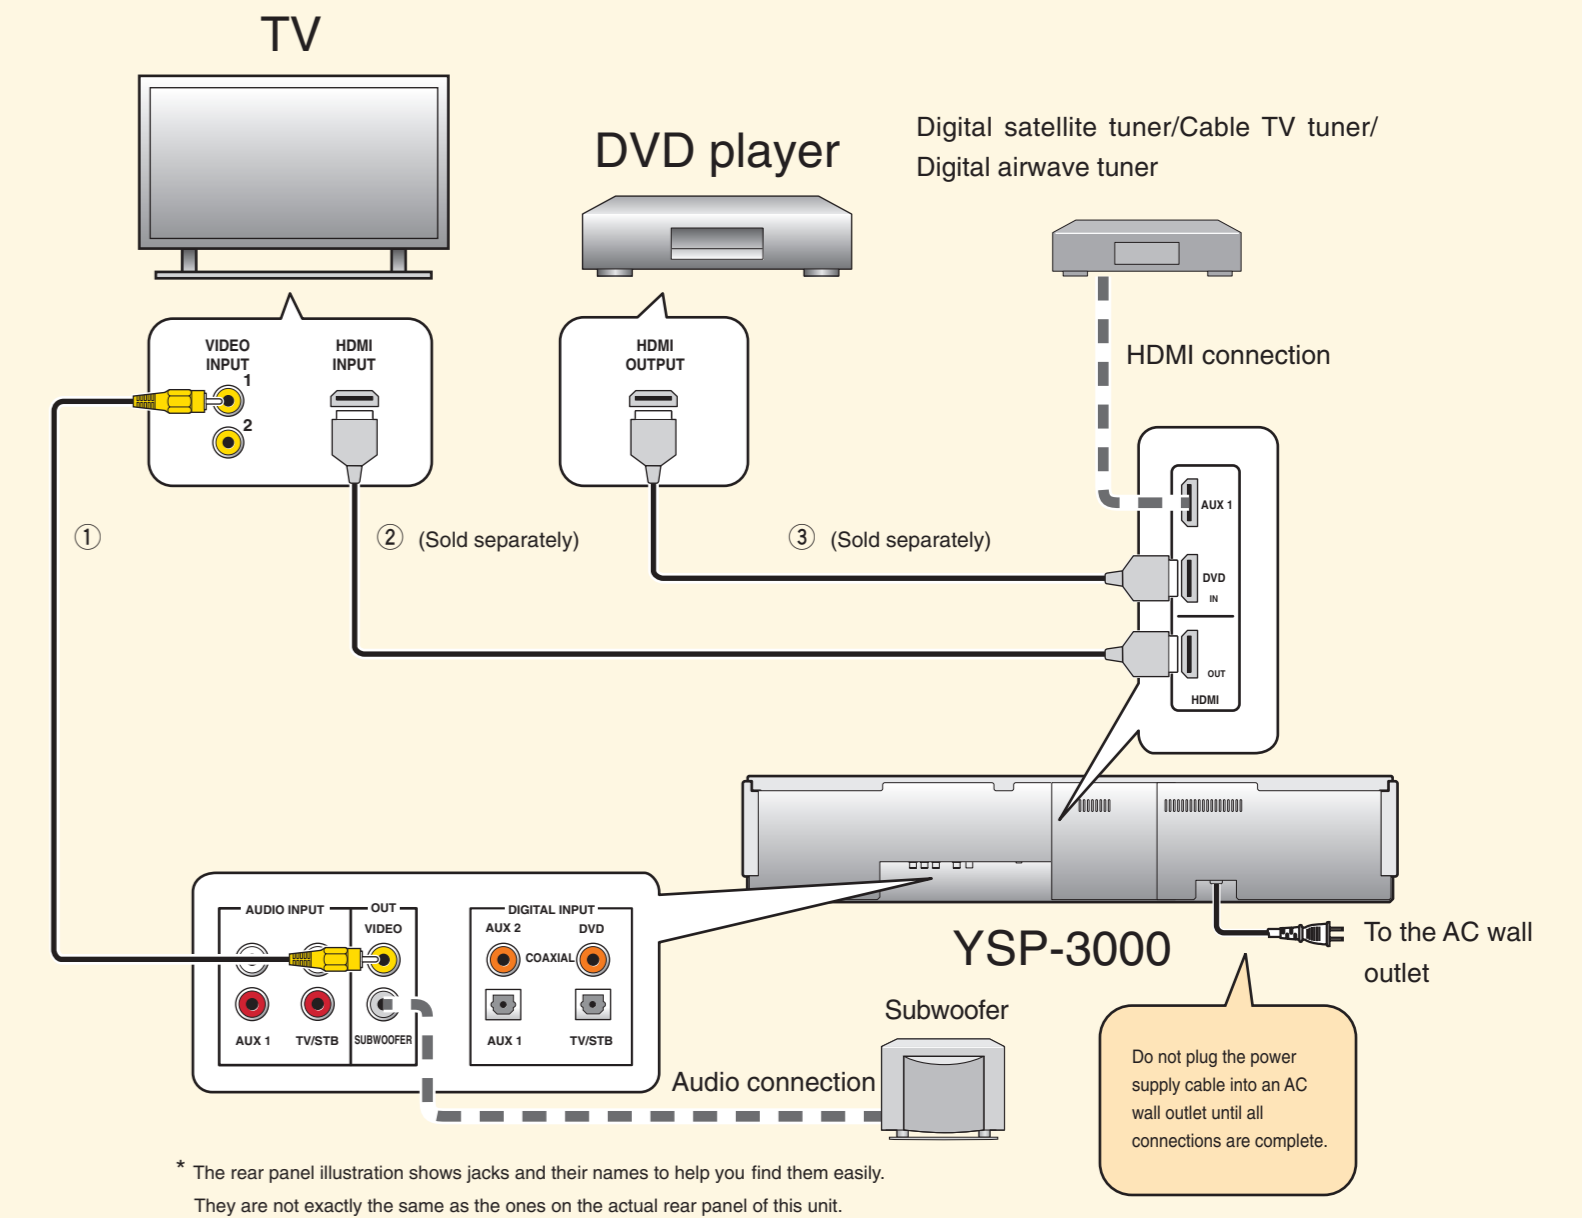 TV
DVD player
Digital satellite tuner/Cable TV tuner/
Digital airwave tuner
VIDEO
INPUT
1
2
HDMI
INPUT
HDMI
OUTPUT
HDMI connection
① 
② (Sold separately)
③ (Sold separately)
AUX 1
DVD
IN
OUT
HDMI
AUDIO INPUT
OUT
VIDEO
AUX 1
TV/STB
SUBWOOFER
DIGITAL INPUT
AUX 2
DVD
COAXIAL
AUX 1
TV/STB
YSP-3000
To the AC wall
outlet
Subwoofer
Audio connection
Do not plug the power
supply cable into an AC
wall outlet until all
connections are complete.
* The rear panel illustration shows jacks and their names to help you find them easily.
They are not exactly the same as the ones on the actual rear panel of this unit.